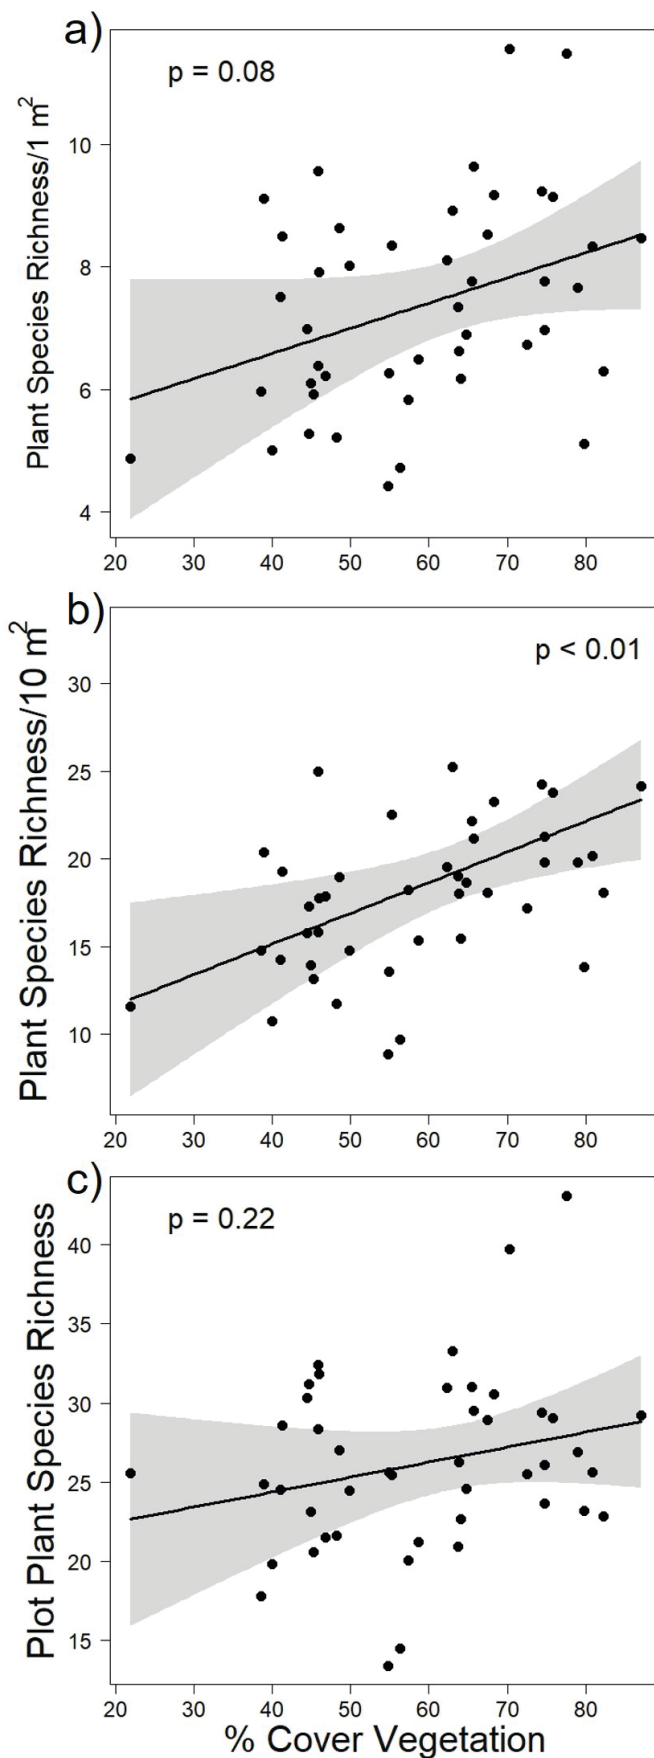 a)
p = 0.08
Plant Species Richness/1 m²
10
8
6
4
20 30 40 50 60 70 80
b)
p < 0.01
Plant Species Richness/10 m²
30
25
20
15
10
20 30 40 50 60 70 80
c)
p = 0.22
Plot Plant Species Richness
40
35
30
25
20
15
20 30 40 50 60 70 80
% Cover Vegetation